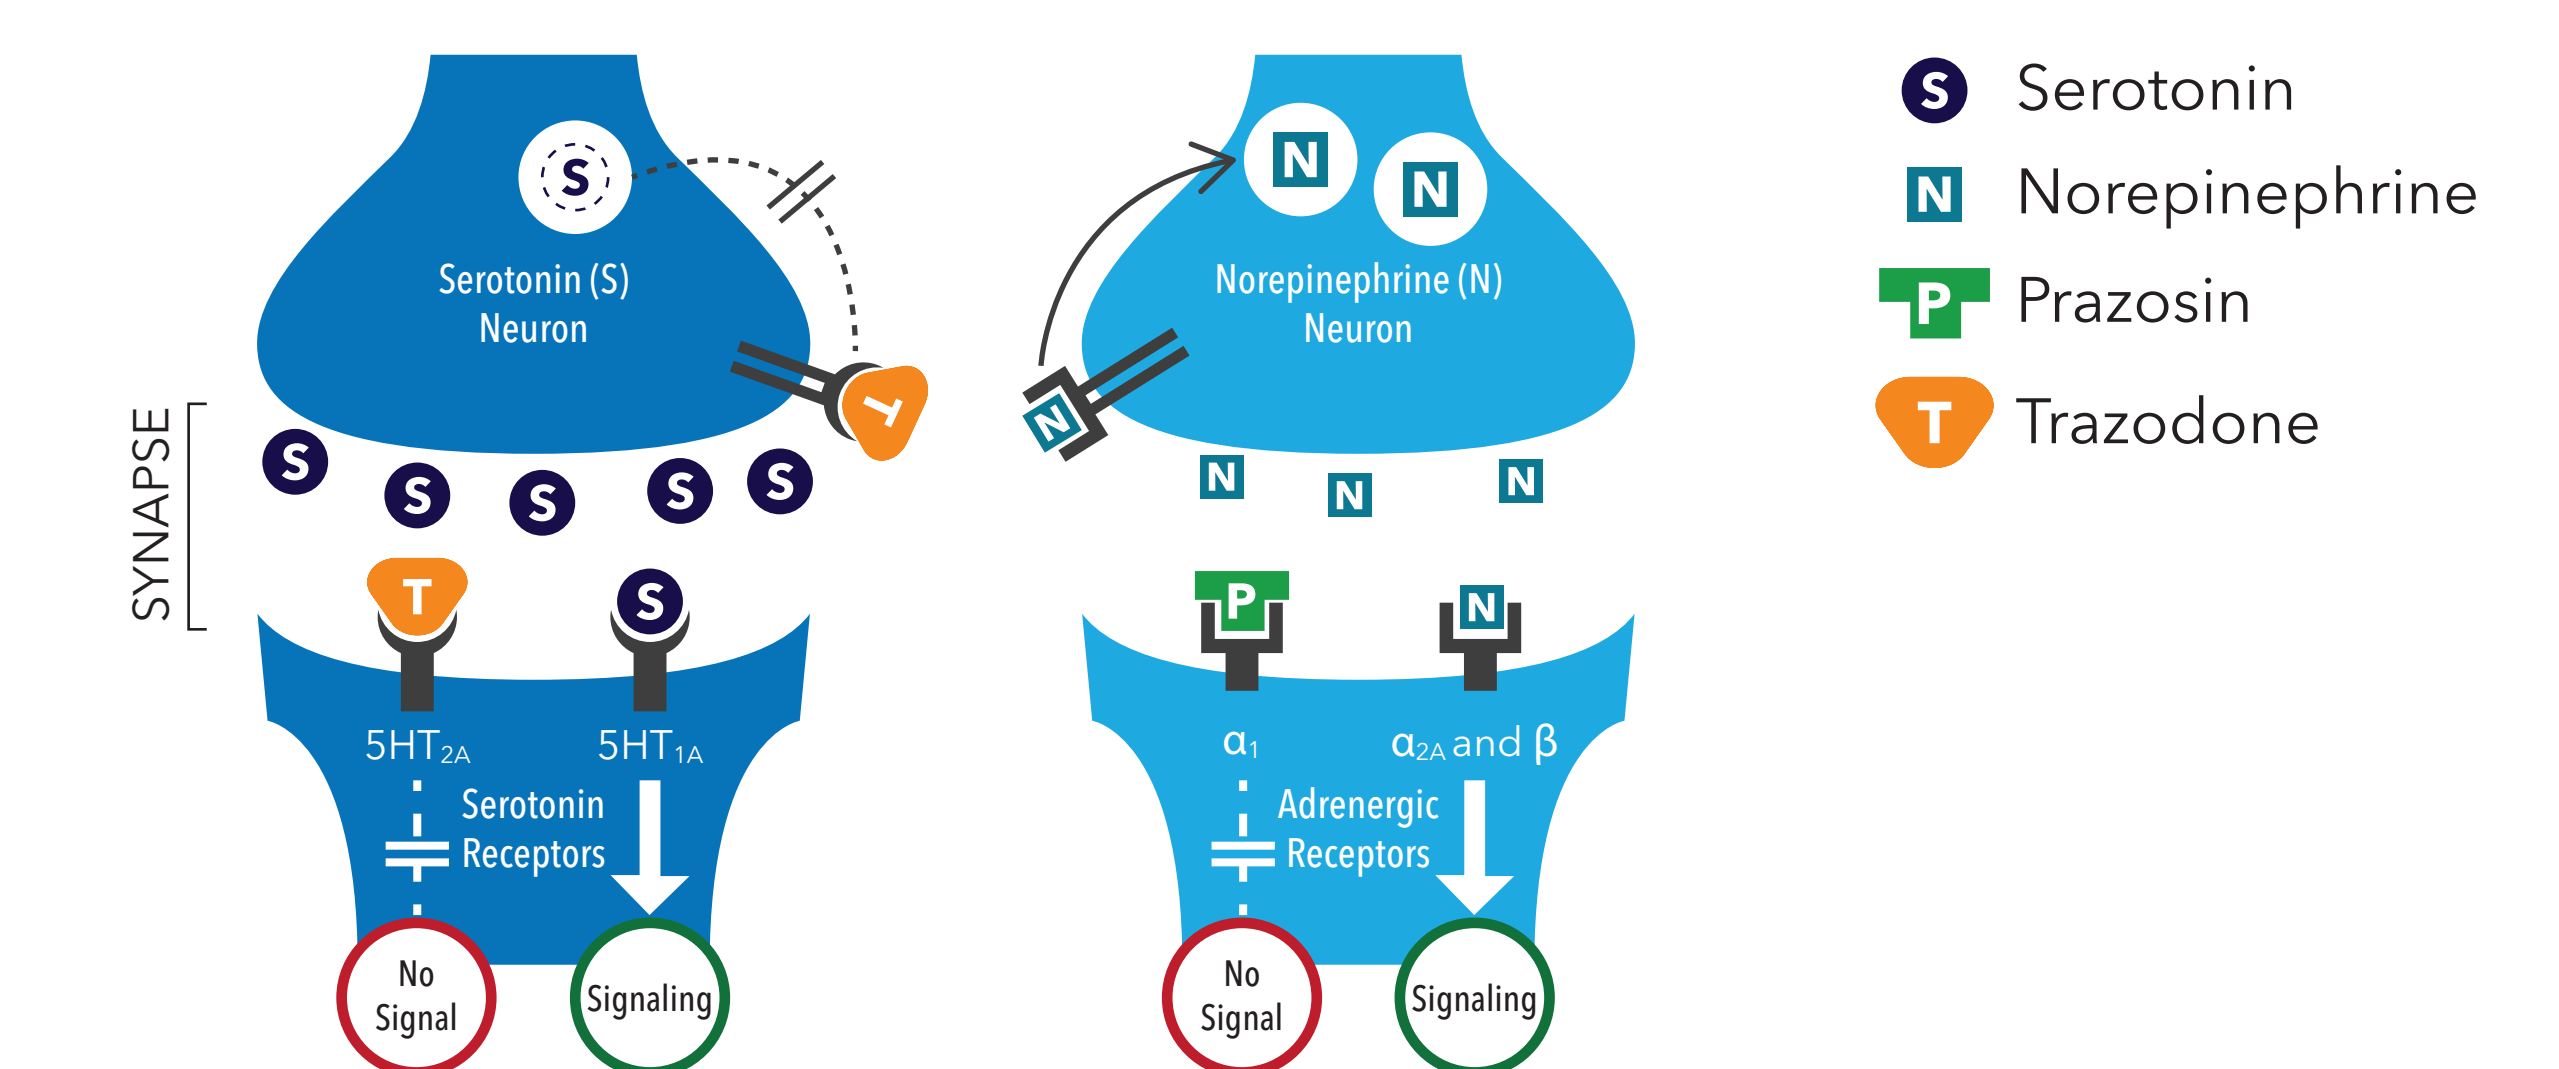 S
Serotonin (S)
Neuron
T
SYNAPSE
S
S
S
S
S
T
S
5HT2A
5HT1A
Serotonin
Receptors
No
Signal
Signaling
N
N
Norepinephrine (N)
Neuron
N
N
N
N
P
N
α1
α2A and β
Adrenergic
Receptors
No
Signal
Signaling
S Serotonin
N Norepinephrine
P Prazosin
T Trazodone